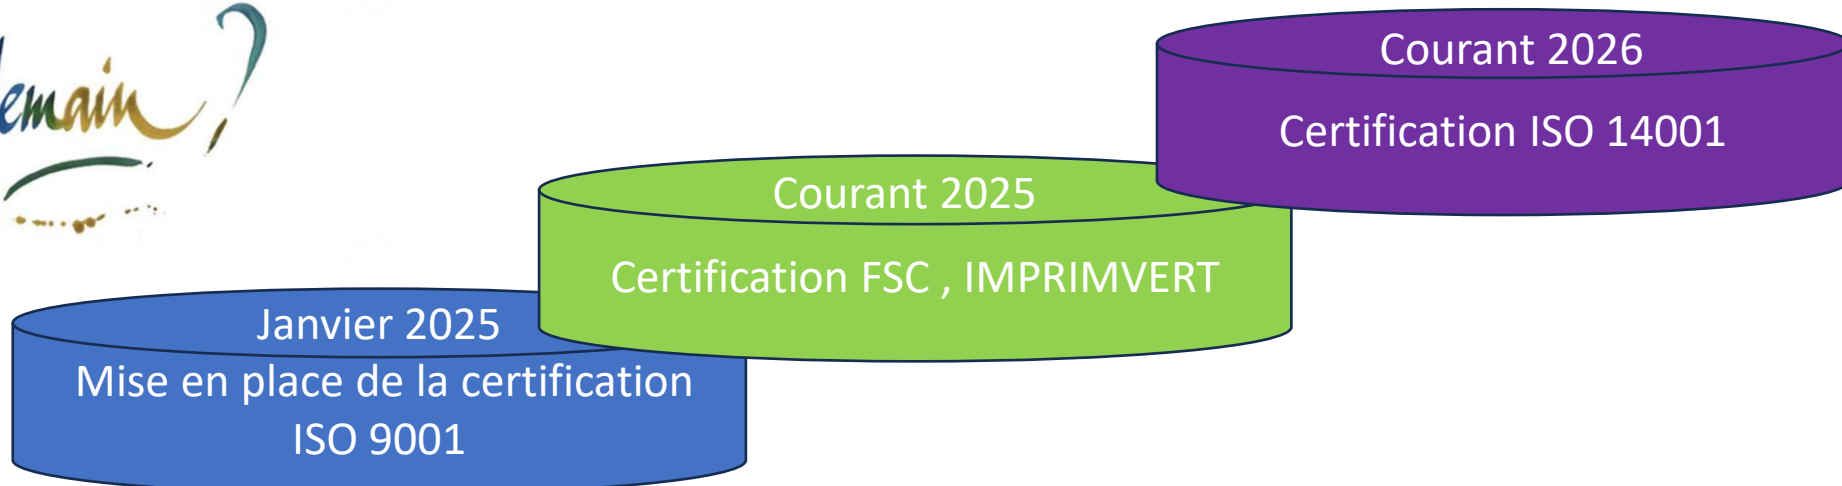 Courant 2026
Certification ISO 14001
Courant 2025
Certification FSC , IMPRIMVERT
Janvier 2025
Mise en place de la certification
ISO 9001